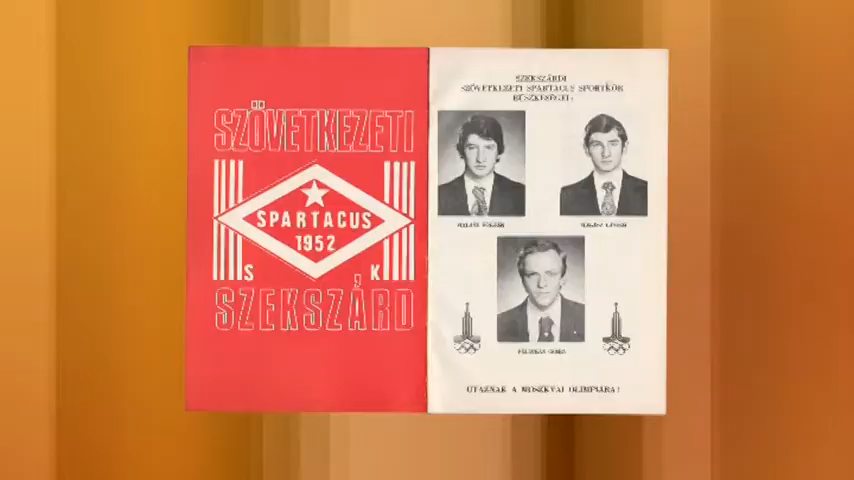 SZÖVETKEZETI
SPARTACUS
1952
S K
SZEKSZÁRD
SZEKSZÁRDI
SZÖVETKEZETI SPARTACUS SPORTKÖR
BÜSZKESÉGEI:
UTAZNAK A MOSZKVAI OLIMPIÁRA!